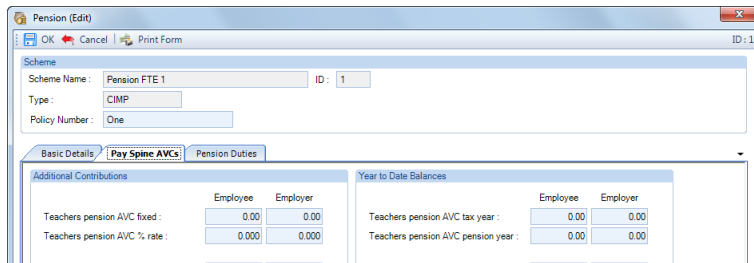 Pension (Edit)
OK Cancel Print Form ID : 1
Scheme
Scheme Name : Pension FTE 1 ID : 1
Type : CIMP
Policy Number : One
Basic Details Pay Spine AVCs Pension Duties
Additional Contributions Year to Date Balances
Employee Employer Employee Employer
Teachers pension AVC fixed : 0.00 0.00 Teachers pension AVC tax year : 0.00 0.00
Teachers pension AVC % rate : 0.000 0.000 Teachers pension AVC pension year : 0.00 0.00